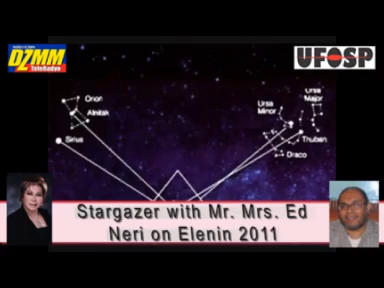 DZMM
TeleRadyo
UFOSP
Orion
Alnilak
Sirius
Ursa
Major
Ursa
Minor
Thuban
Draco
Stargazer with Mr. Mrs. Ed
Neri on Elenin 2011